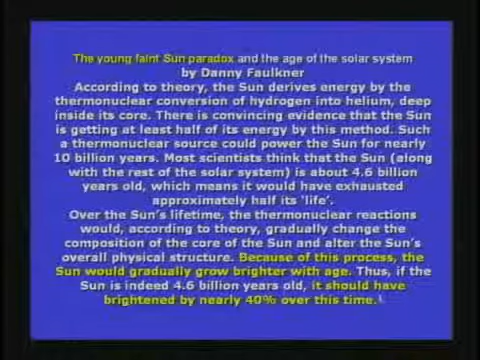 The young faint Sun paradox and the age of the solar system
by Danny Faulkner
According to theory, the Sun derives energy by the
thermonuclear conversion of hydrogen into helium, deep
inside its core. There is convincing evidence that the Sun
is getting at least half of its energy by this method. Such
a thermonuclear source could power the Sun for nearly
10 billion years. Most scientists think that the Sun (along
with the rest of the solar system) is about 4.6 billion
years old, which means it would have exhausted
approximately half its 'life'.
Over the Sun's lifetime, the thermonuclear reactions
would, according to theory, gradually change the
composition of the core of the Sun and alter the Sun's
overall physical structure. Because of this process, the
Sun would gradually grow brighter with age. Thus, if the
Sun is indeed 4.6 billion years old, it should have
brightened by nearly 40% over this time.